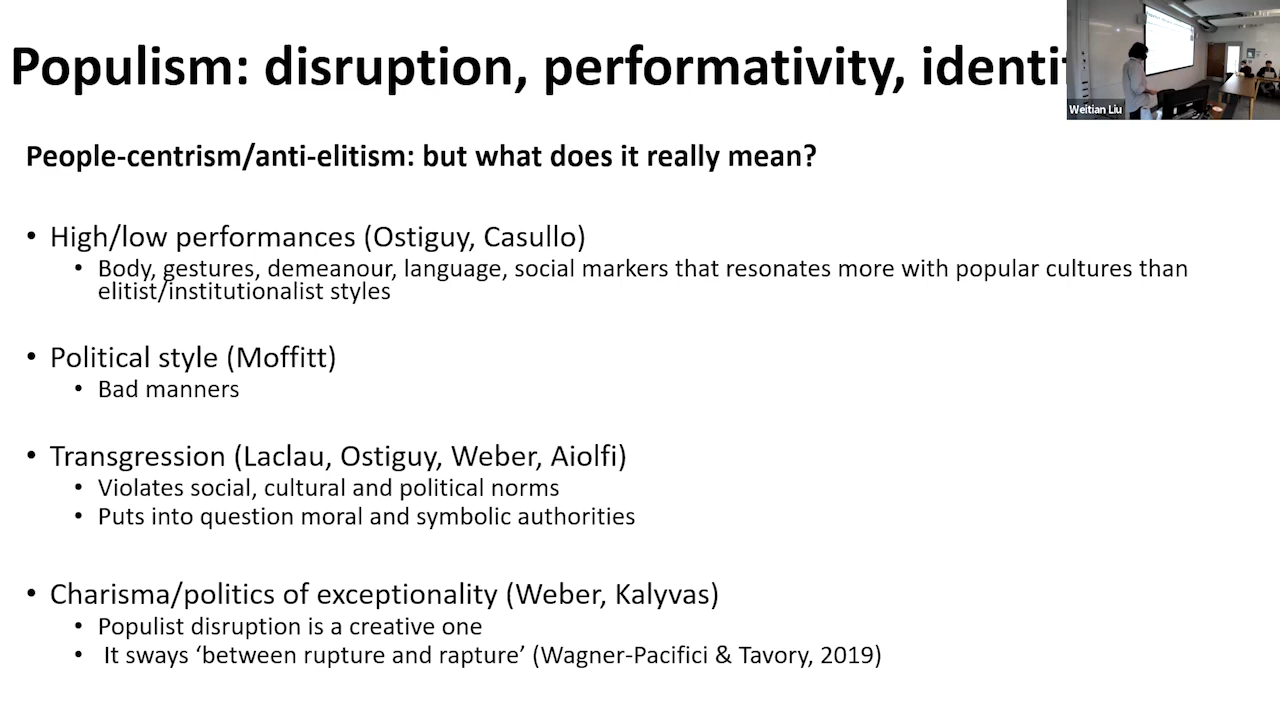 Populism: disruption, performativity, identi
Weitian Liu
People-centrism/anti-elitism: but what does it really mean?
• High/low performances (Ostiguy, Casullo)
• Body, gestures, demeanour, language, social markers that resonates more with popular cultures than
elitist/institutionalist styles
• Political style (Moffitt)
• Bad manners
• Transgression (Laclau, Ostiguy, Weber, Aiolfi)
• Violates social, cultural and political norms
• Puts into question moral and symbolic authorities
• Charisma/politics of exceptionality (Weber, Kalyvas)
• Populist disruption is a creative one
• It sways ‘between rupture and rapture’ (Wagner-Pacifici & Tavory, 2019)